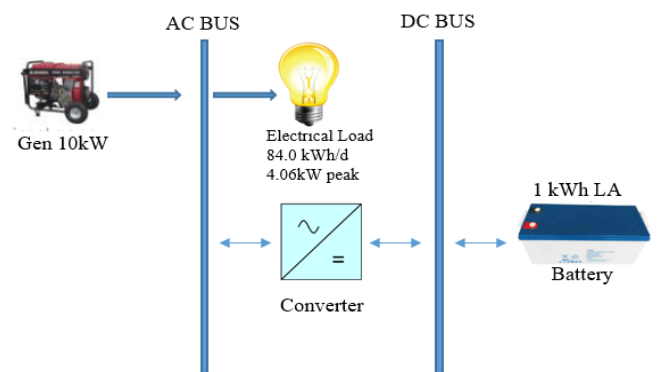 AC BUS
DC BUS
Gen 10kW
Electrical Load
84.0 kWh/d
4.06kW peak
1 kWh LA
Battery
Converter